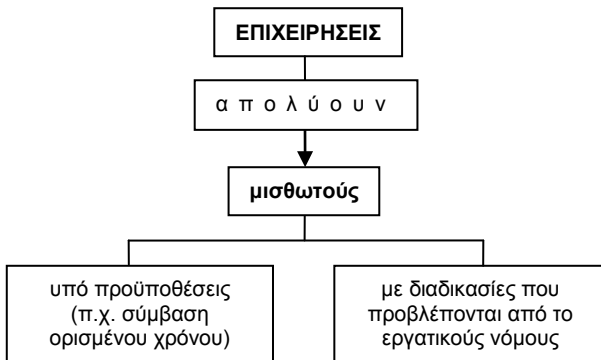 ΕΠΙΧΕΙΡΗΣΕΙΣ
α π ο λ ύ ο υ ν
μισθωτούς
υπό προϋποθέσεις
(π.χ. σύμβαση
ορισμένου χρόνου)
με διαδικασίες που
προβλέπονται από το
εργατικούς νόμους